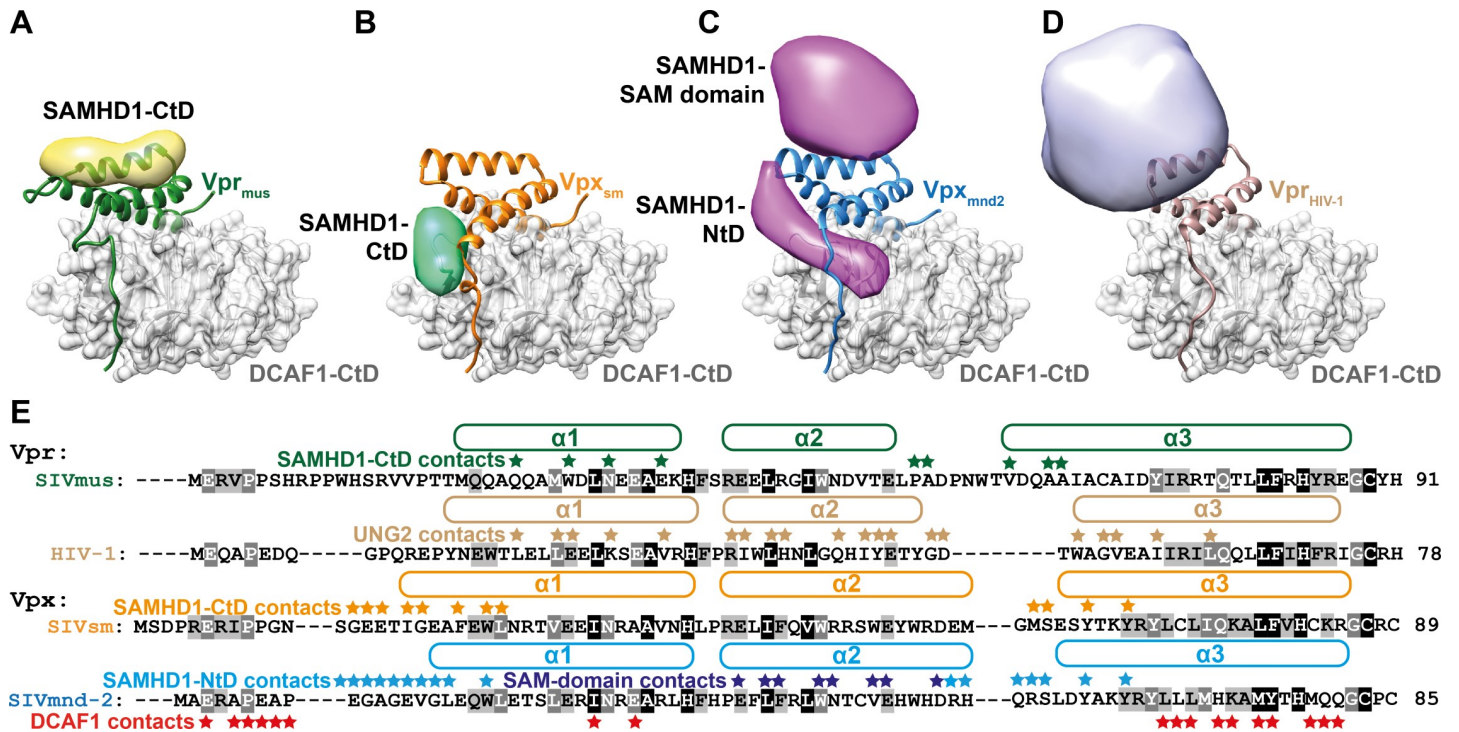 A
B
C
D
SAMHD1-CtD
Vprmus
DCAF1-CtD
SAMHD1-
CtD
Vpxsm
DCAF1-CtD
SAMHD1-
SAM domain
SAMHD1-
NtD
Vpxmnd2
DCAF1-CtD
VprHIV-1
DCAF1-CtD
E
α1 α2 α3
Vpr:
SAMHD1-CtD contacts ★ ★ ★ ★ ★★ ★ ★★
SIVmus: ----MERVPPSHRPPWHSRVVPTTMQQAQQAMWDLNEEAEKHFSREELRGIWNDVTELPADPNWTVDQAAIACAIDYIRRTQTLLFRHYREGCYH 91
α1 α2 α3
UNG2 contacts ★ ★★ ★ ★ ★★ ★★ ★ ★★★ ★★ ★ ★★ ★ ★
HIV-1: ----MEQAPEDQ-----GPQREPYNEWTLELLEELKSEAVRHFPRIWLHNLGQHIYETYGD--------TWAGVEAIIRILQQLLFIHFRIGCRH 78
α1 α2 α3
Vpx:
SAMHD1-CtD contacts ★★★ ★★ ★ ★★ ★★ ★ ★
SIVsm: MSDPRERIPPGN---SGEETIGEAFEWLNRTVEEINRAAVNHLPRELIFQVWRRSWEYWRDEM---GMSESYTKYRYLCLIQKALFVHCKRGCRC 89
α1 α2 α3
SAMHD1-NtD contacts ★★★★★★★★★ ★ SAM-domain contacts ★ ★★ ★★ ★★ ★★★ ★★★ ★ ★
SIVmnd-2: MAERAPEAP---EGAGEVGLEQWLETSLERINREARLHFHPEFLFRLWNTCVEHWHDRH---QRSLDYAKYRYLLLMHKAMYTHMQQGCPC 85
DCAF1 contacts ★ ★★★★★ ★ ★ ★★★ ★★ ★★ ★★★